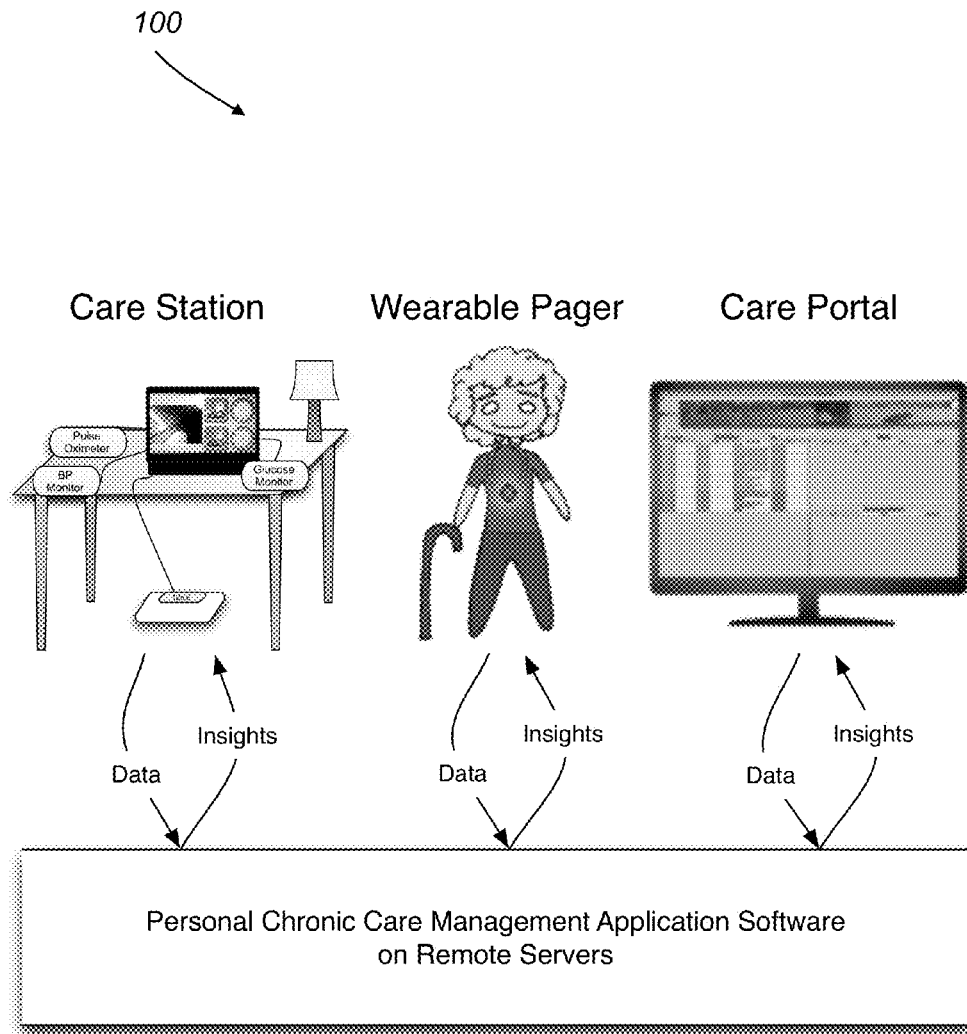 100
Care Station
Wearable Pager
Care Portal
Pulse
Oximeter
BP
Monitor
Glucose
Monitor
Insights
Insights
Insights
Data
Data
Data
Personal Chronic Care Management Application Software
on Remote Servers